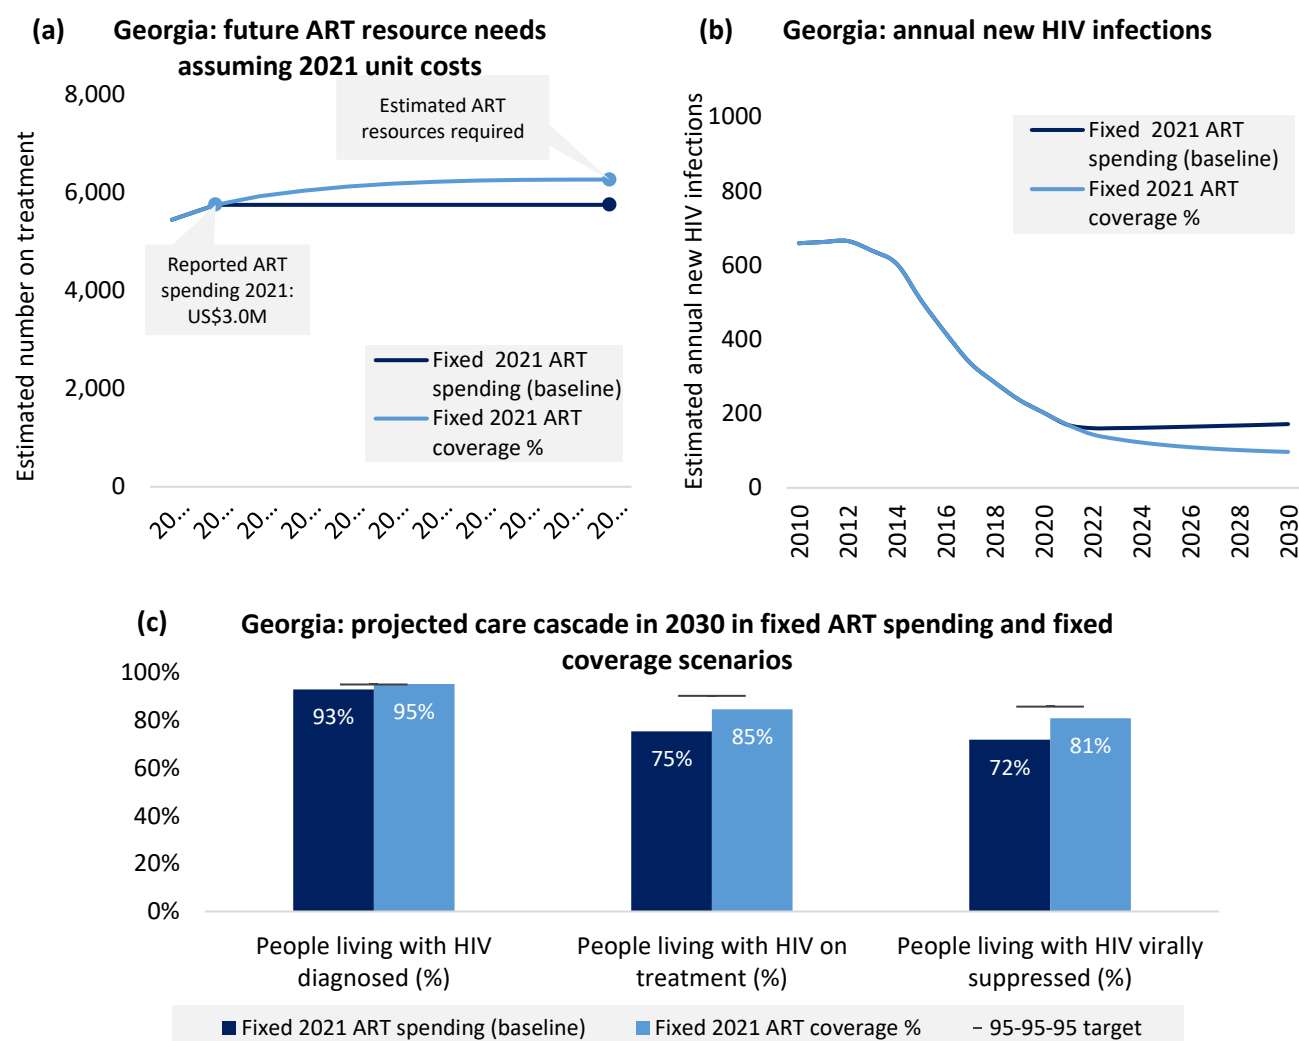 (a) Georgia: future ART resource needs
assuming 2021 unit costs
Estimated number on treatment
8,000
6,000
4,000
2,000
0
Estimated ART
resources required
Reported ART
spending 2021:
US$3.0M
Fixed 2021 ART
spending (baseline)
Fixed 2021 ART
coverage %
20...
20...
20...
20...
20...
20...
20...
20...
20...
20...
20...
(b) Georgia: annual new HIV infections
Estimated annual new HIV infections
1000
800
600
400
200
0
Fixed 2021 ART
spending (baseline)
Fixed 2021 ART
coverage %
2010
2012
2014
2016
2018
2020
2022
2024
2026
2028
2030
(c) Georgia: projected care cascade in 2030 in fixed ART spending and fixed
coverage scenarios
100%
80%
60%
40%
20%
0%
93%
95%
75%
85%
72%
81%
People living with HIV
diagnosed (%)
People living with HIV on
treatment (%)
People living with HIV virally
suppressed (%)
Fixed 2021 ART spending (baseline)
Fixed 2021 ART coverage %
95-95-95 target